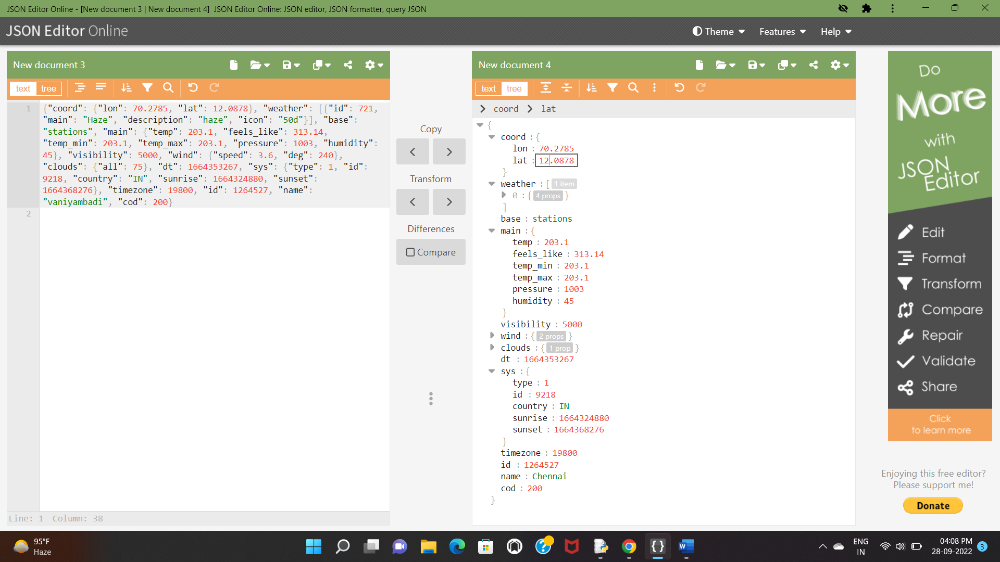 JSON Editor Online - [New document 3 | New document 4]  JSON Editor Online: JSON editor, JSON formatter, query JSON
JSON Editor Online
Theme
Features
Help
New document 3
text
tree
1
{"coord": {"lon": 70.2785, "lat": 12.0878}, "weather": [{"id": 721,
"main": "Haze", "description": "haze", "icon": "50d"}], "base":
"stations", "main": {"temp": 203.1, "feels_like": 313.14,
"temp_min": 203.1, "temp_max": 203.1, "pressure": 1003, "humidity":
45}, "visibility": 5000, "wind": {"speed": 3.6, "deg": 240},
"clouds": {"all": 75}, "dt": 1664353267, "sys": {"type": 1, "id":
9218, "country": "IN", "sunrise": 1664324880, "sunset":
1664368276}, "timezone": 19800, "id": 1264527, "name":
"vaniyambadi", "cod": 200}
2
Line: 1  Column: 38
Copy
Transform
Differences
Compare
New document 4
text
tree
coord
lat
{
coord : {
lon : 70.2785
lat : 12.0878
}
weather : [ 1 item
0 : { 4 props }
]
base : stations
main : {
temp : 203.1
feels_like : 313.14
temp_min : 203.1
temp_max : 203.1
pressure : 1003
humidity : 45
}
visibility : 5000
wind : { 2 props }
clouds : { 1 prop }
dt : 1664353267
sys : {
type : 1
id : 9218
country : IN
sunrise : 1664324880
sunset : 1664368276
}
timezone : 19800
id : 1264527
name : Chennai
cod : 200
}
Do
More
with
JSON
Editor
Edit
Format
Transform
Compare
Repair
Validate
Share
Click
to learn more
Enjoying this free editor?
Please support me!
Donate
95°F
Haze
ENG
IN
04:08 PM
28-09-2022
3